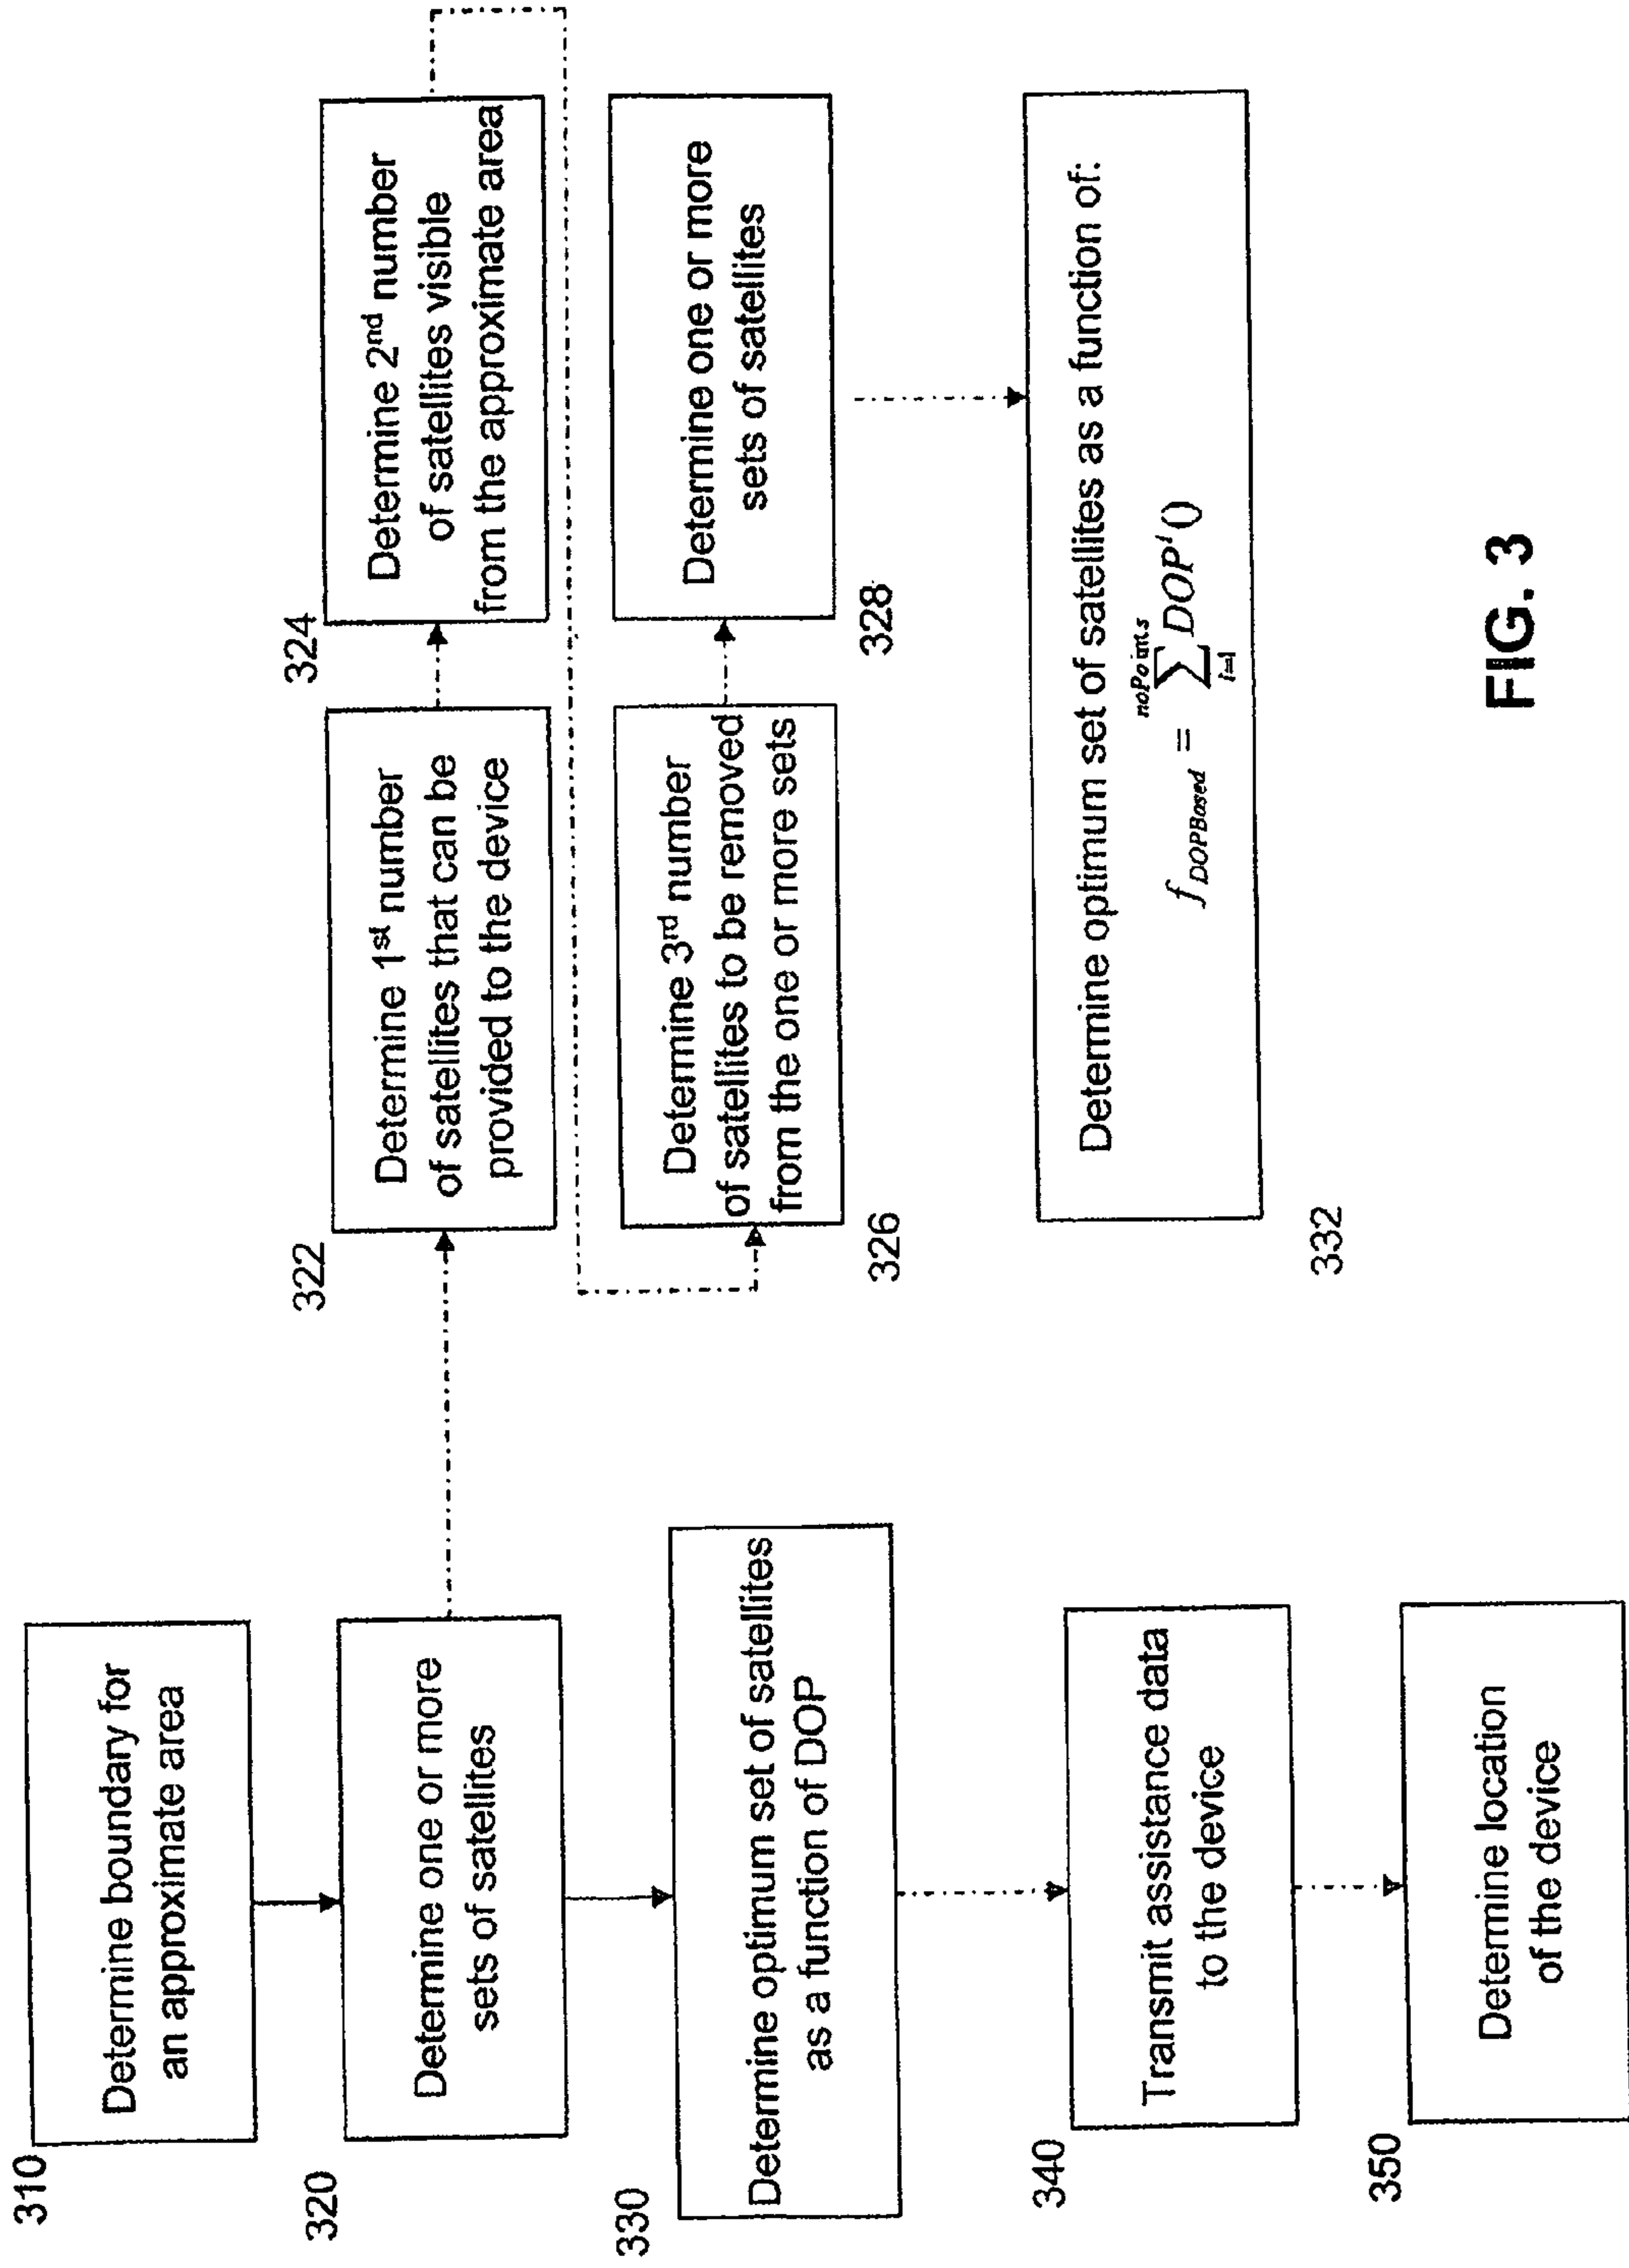 310
Determine boundary for
an approximate area
320
Determine one or more
sets of satellites
330
Determine optimum set of satellites
as a function of DOP
340
Transmit assistance data
to the device
350
Determine location
of the device
322
Determine 1st number
of satellites that can be
provided to the device
324
Determine 2nd number
of satellites visible
from the approximate area
326
Determine 3rd number
of satellites to be removed
from the one or more sets
328
Determine one or more
sets of satellites
332
Determine optimum set of satellites as a function of:
f DOPBased = noPoints ∑ i=1 DOP^i ()
FIG. 3